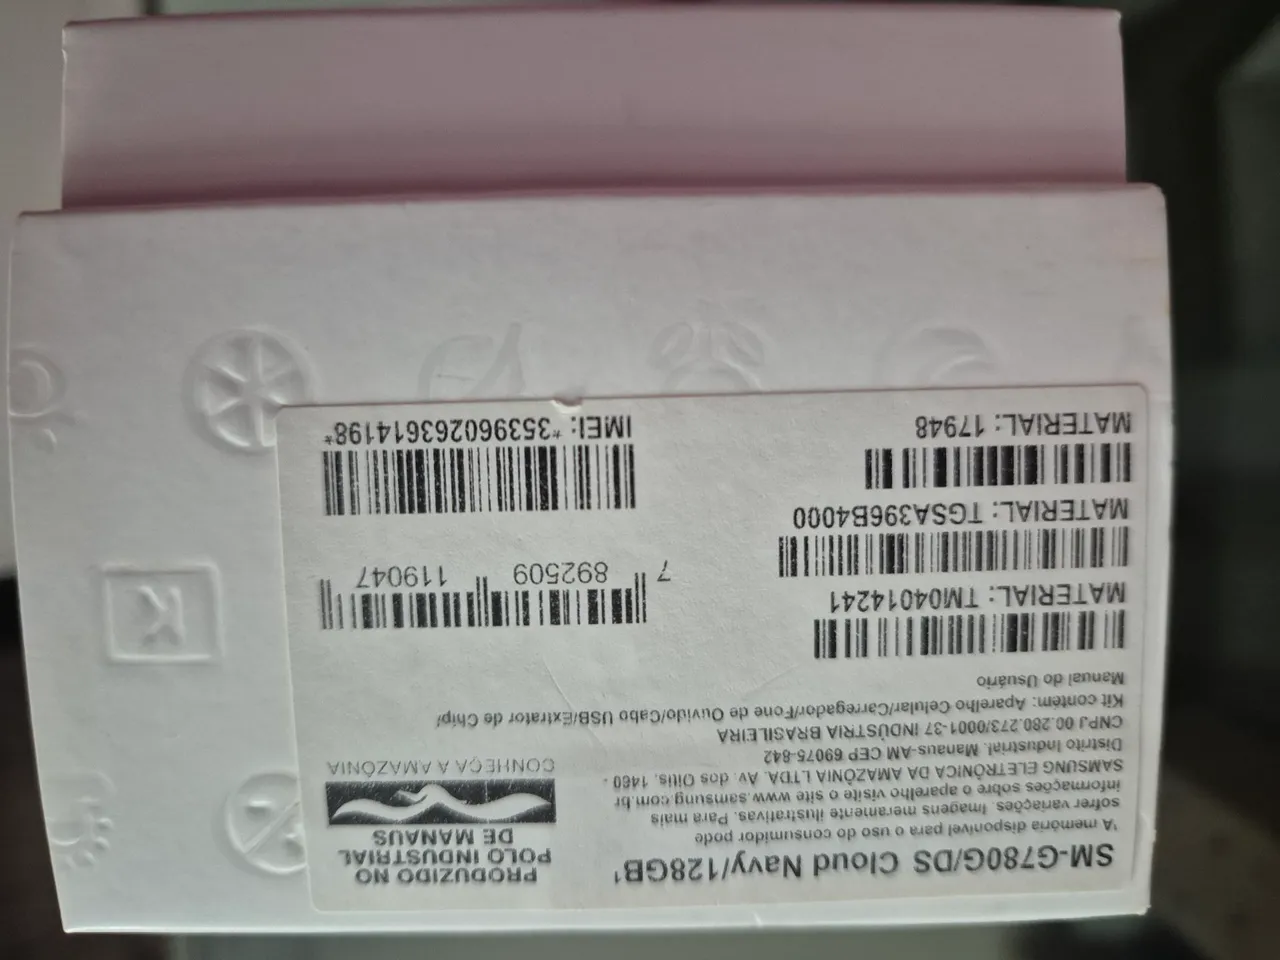 SM-G780G/DS Cloud Navy/128GB¹
¹A memória disponível para o uso do consumidor pode
sofrer variações. Imagens meramente ilustrativas. Para mais
informações sobre o aparelho visite o site www.samsung.com.br
SAMSUNG ELETRÔNICA DA AMAZÔNIA LTDA. Av. dos Oitis, 1460 -
Distrito Industrial. Manaus-AM CEP 69075-842
CNPJ 00.280.273/0001-37 INDÚSTRIA BRASILEIRA
Kit contém: Aparelho Celular/Carregador/Fone de Ouvido/Cabo USB/Extrator de Chip/
Manual do Usuário
PRODUZIDO NO
POLO INDUSTRIAL
DE MANAUS
CONHEÇA A AMAZÔNIA
MATERIAL: TM04014241
MATERIAL: TGSA396B4000
MATERIAL: 17948
7 892509 119047
IMEI: *353960263614198*
K